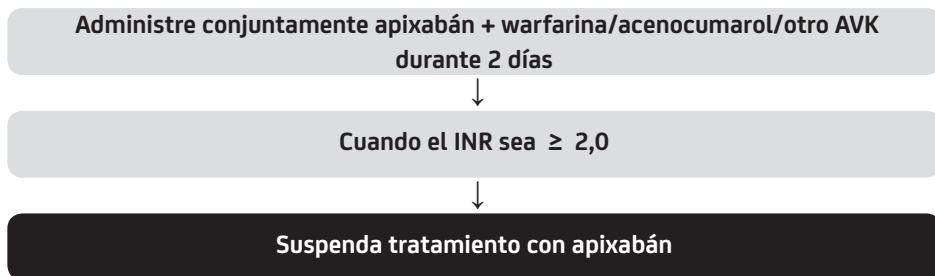 Administre conjuntamente apixabán + warfarina/acenocumarol/otro AVK
durante 2 días
↓
Cuando el INR sea ≥ 2,0
↓
Suspenda tratamiento con apixabán